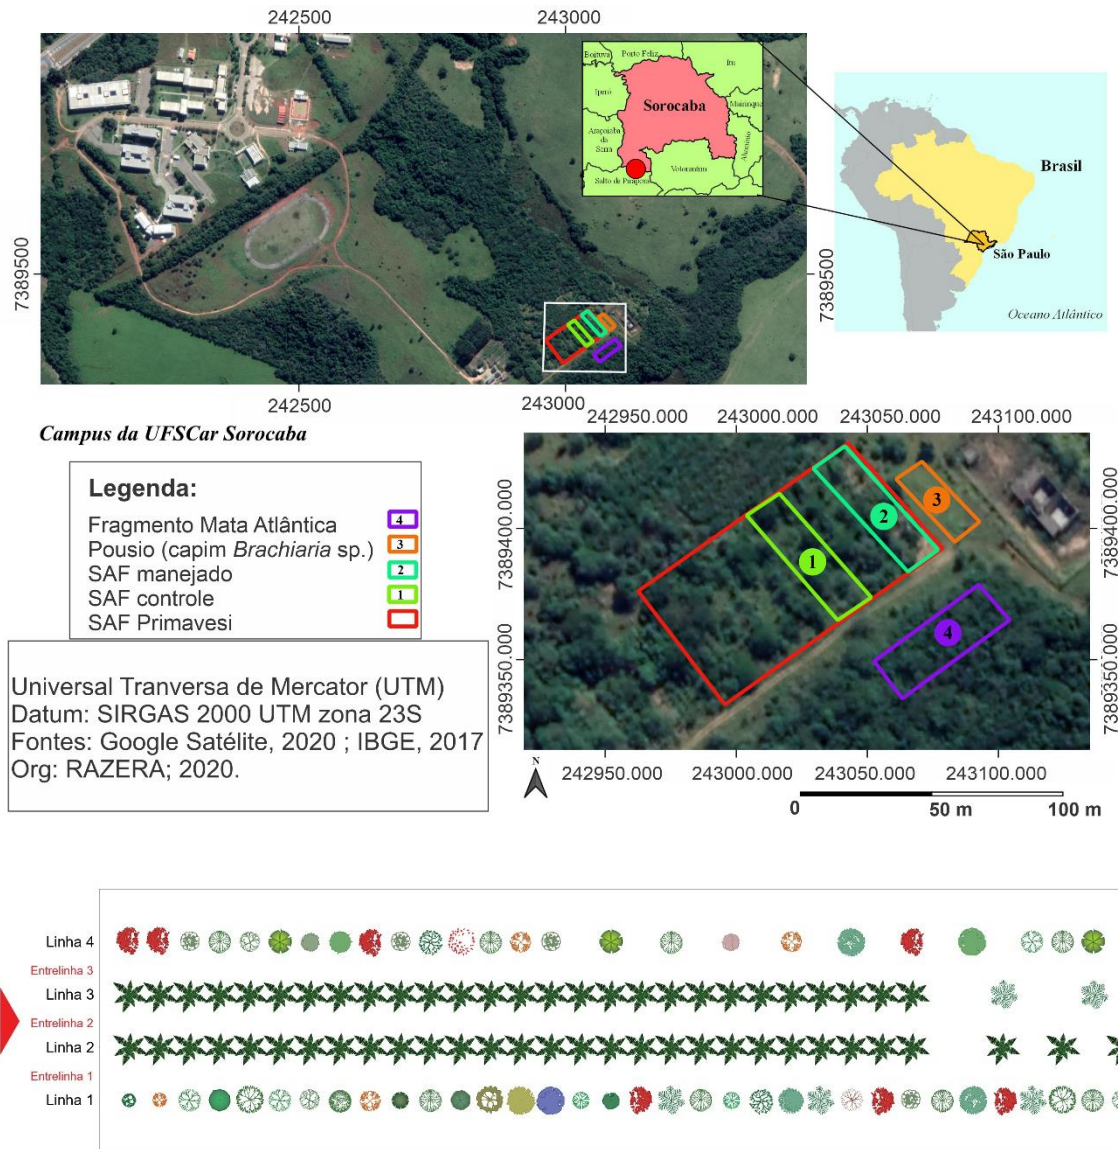 242500
243000
7389500
7389500
Boituva
Porto Feliz
Itu
Iperó
Sorocaba
Mairinque
Araçoiaba
da
Serra
Alumínio
Votorantim
Salto de Pirapora
Brasil
São Paulo
Oceano Atlântico
242500
243000
Campus da UFSCar Sorocaba
Legenda:
Fragmento Mata Atlântica 4
Pousio (capim Brachiaria sp.) 3
SAF manejado 2
SAF controle 1
SAF Primavesi
Universal Tranversa de Mercator (UTM)
Datum: SIRGAS 2000 UTM zona 23S
Fontes: Google Satélite, 2020 ; IBGE, 2017
Org: RAZERA; 2020.
242950.000 243000.000 243050.000 243100.000
7389400.000
7389400.000
7389350.000
7389350.000
3
2
1
4
N
242950.000 243000.000 243050.000 243100.000
0 50 m 100 m
Linha 4
Entrelinha 3
Linha 3
Entrelinha 2
Linha 2
Entrelinha 1
Linha 1